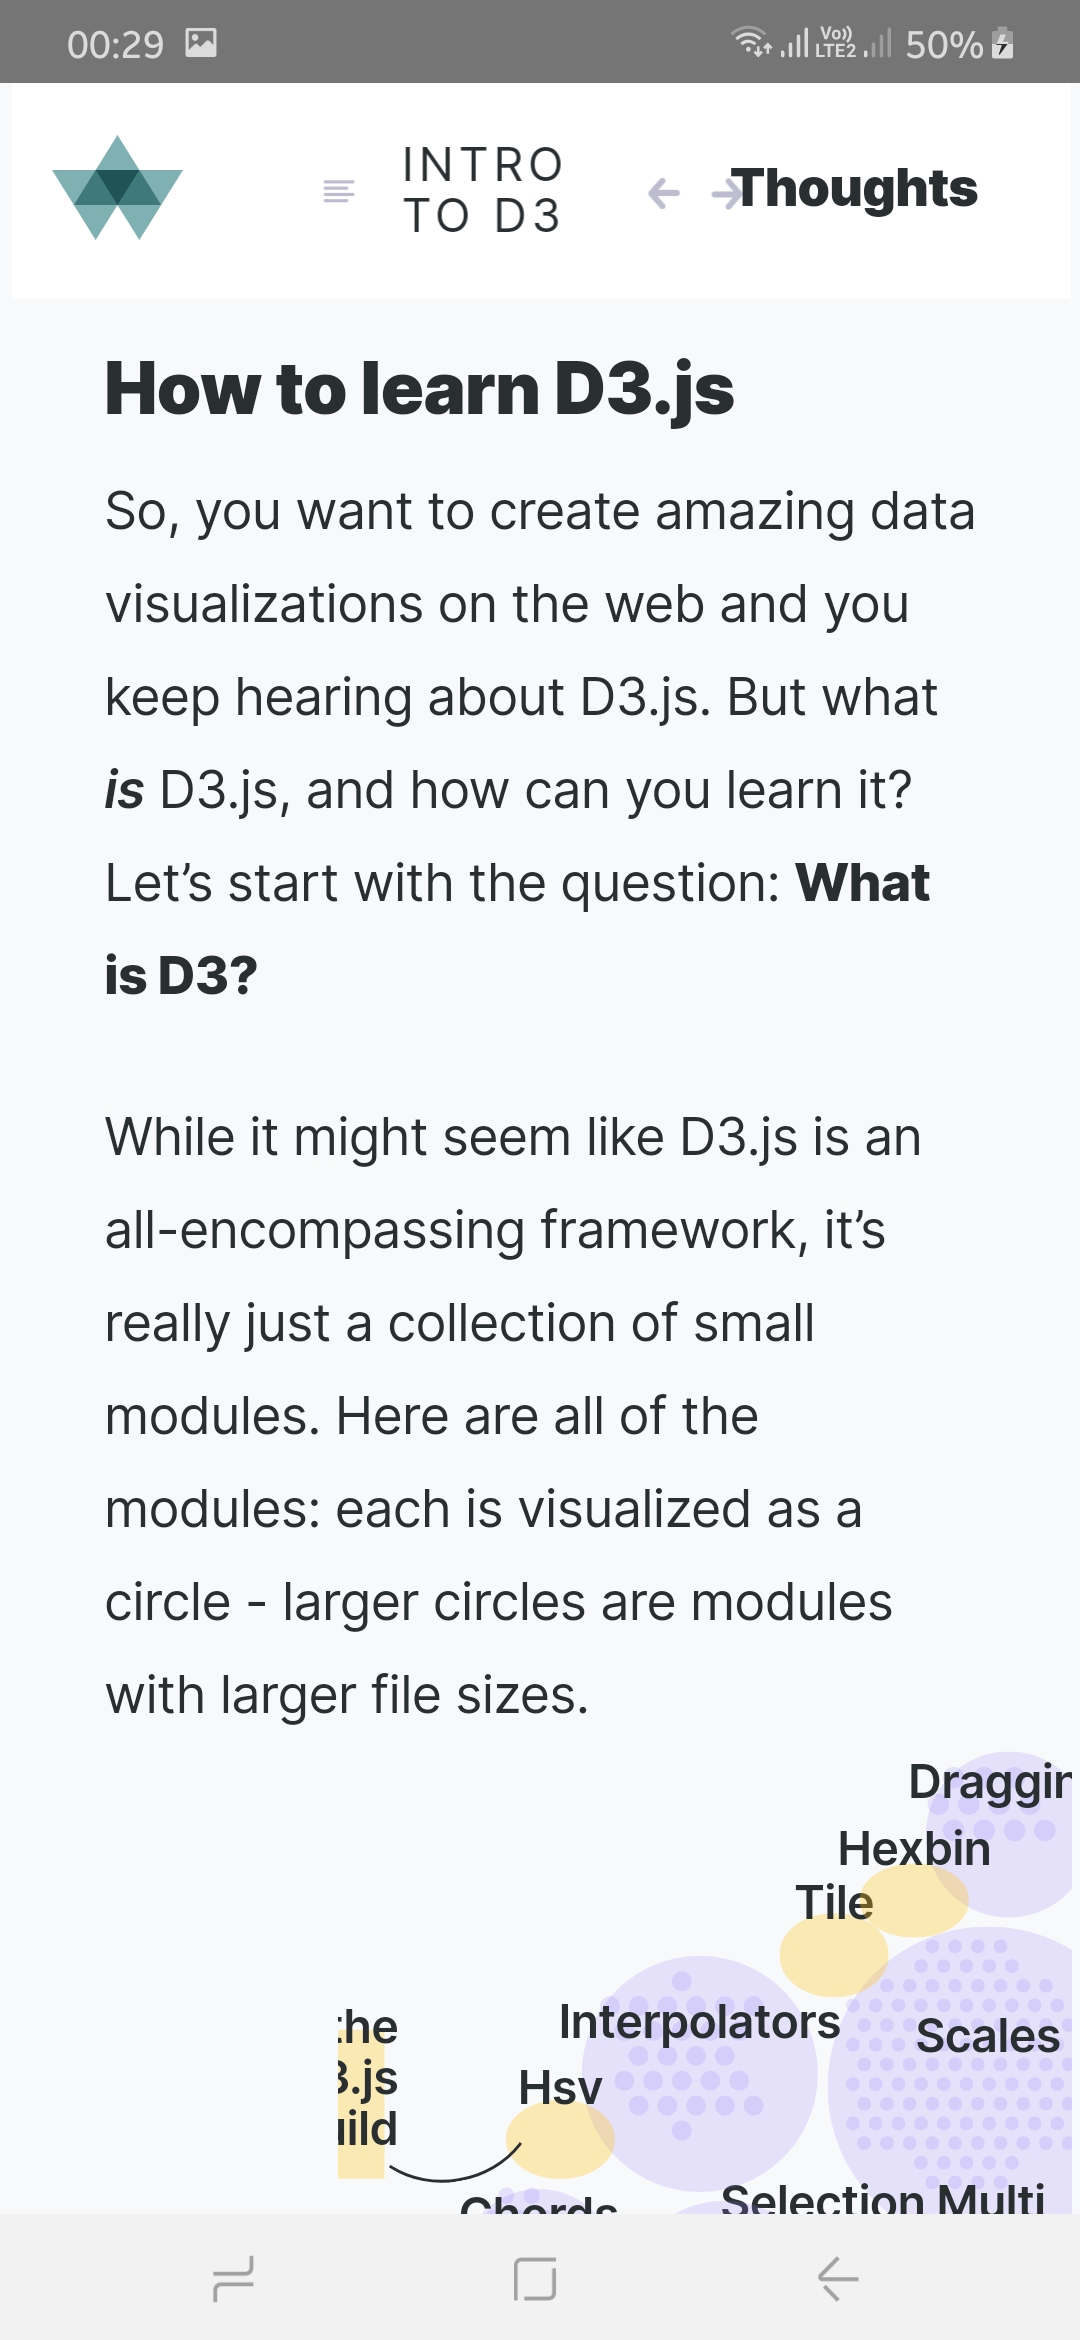 00:29
Vo))
LTE2
50%
INTRO
TO D3
Thoughts
How to learn D3.js
So, you want to create amazing data
visualizations on the web and you
keep hearing about D3.js. But what
is D3.js, and how can you learn it?
Let’s start with the question: What
is D3?
While it might seem like D3.js is an
all-encompassing framework, it’s
really just a collection of small
modules. Here are all of the
modules: each is visualized as a
circle - larger circles are modules
with larger file sizes.
Draggin
Hexbin
Tile
Interpolators
Scales
the
3.js
uild
Hsv
Chords
Selection Multi